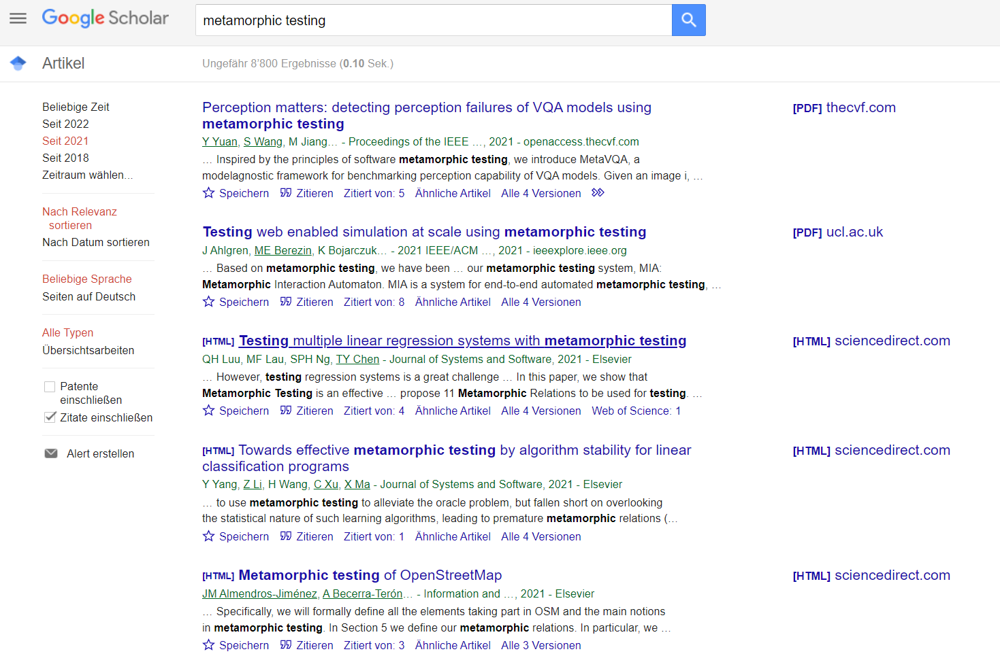 Google Scholar
metamorphic testing
Artikel
Ungefähr 8'800 Ergebnisse (0.10 Sek.)
Beliebige Zeit
Seit 2022
Seit 2021
Seit 2018
Zeitraum wählen...
Nach Relevanz
sortieren
Nach Datum sortieren
Beliebige Sprache
Seiten auf Deutsch
Alle Typen
Übersichtsarbeiten
Patente
einschließen
Zitate einschließen
Alert erstellen
Perception matters: detecting perception failures of VQA models using
metamorphic testing
Y Yuan, S Wang, M Jiang… - Proceedings of the IEEE …, 2021 - openaccess.thecvf.com
… Inspired by the principles of software metamorphic testing, we introduce MetaVQA, a
modelagnostic framework for benchmarking perception capability of VQA models. Given an image i, …
Speichern Zitieren Zitiert von: 5 Ähnliche Artikel Alle 4 Versionen
[PDF] thecvf.com
Testing web enabled simulation at scale using metamorphic testing
J Ahlgren, ME Berezin, K Bojarczuk… - 2021 IEEE/ACM …, 2021 - ieeexplore.ieee.org
… Based on metamorphic testing, we have been … our metamorphic testing system, MIA:
Metamorphic Interaction Automaton. MIA is a system for end-to-end automated metamorphic testing, …
Speichern Zitieren Zitiert von: 8 Ähnliche Artikel Alle 4 Versionen
[PDF] ucl.ac.uk
[HTML] Testing multiple linear regression systems with metamorphic testing
QH Luu, MF Lau, SPH Ng, TY Chen - Journal of Systems and Software, 2021 - Elsevier
… However, testing regression systems is a great challenge … In this paper, we show that
Metamorphic Testing is an effective … propose 11 Metamorphic Relations to be used for testing. …
Speichern Zitieren Zitiert von: 4 Ähnliche Artikel Alle 4 Versionen Web of Science: 1
[HTML] sciencedirect.com
[HTML] Towards effective metamorphic testing by algorithm stability for linear
classification programs
Y Yang, Z Li, H Wang, C Xu, X Ma - Journal of Systems and Software, 2021 - Elsevier
… to use metamorphic testing to alleviate the oracle problem, but fallen short on overlooking
the statistical nature of such learning algorithms, leading to premature metamorphic relations (…
Speichern Zitieren Zitiert von: 1 Ähnliche Artikel Alle 4 Versionen
[HTML] sciencedirect.com
[HTML] Metamorphic testing of OpenStreetMap
JM Almendros-Jiménez, A Becerra-Terón… - Information and …, 2021 - Elsevier
… Specifically, we will formally define all the elements taking part in OSM and the main notions
in metamorphic testing. In Section 5 we define our metamorphic relations. In particular, we …
Speichern Zitieren Zitiert von: 3 Ähnliche Artikel Alle 3 Versionen
[HTML] sciencedirect.com